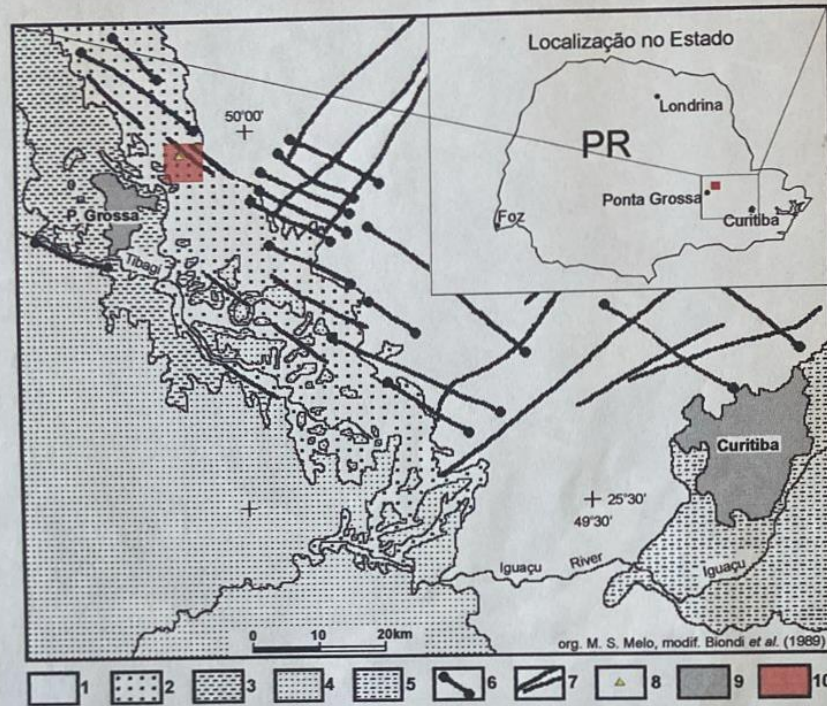 Localização no Estado
Londrina
PR
Ponta Grossa
Curitiba
Foz
50°00'
P. Grossa
Tibagi
Curitiba
25°30'
49°30'
Iguaçu River
Iguaçu
0 10 20km
org. M. S. Melo, modif. Biondi et al. (1989)
1 2 3 4 5 6 7 8 9 10